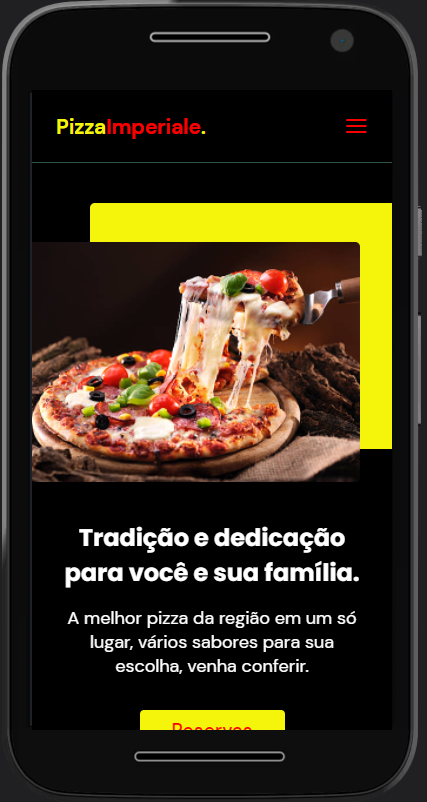 PizzaImperiale.
Tradição e dedicação
para você e sua família.
A melhor pizza da região em um só
lugar, vários sabores para sua
escolha, venha conferir.
Reservas